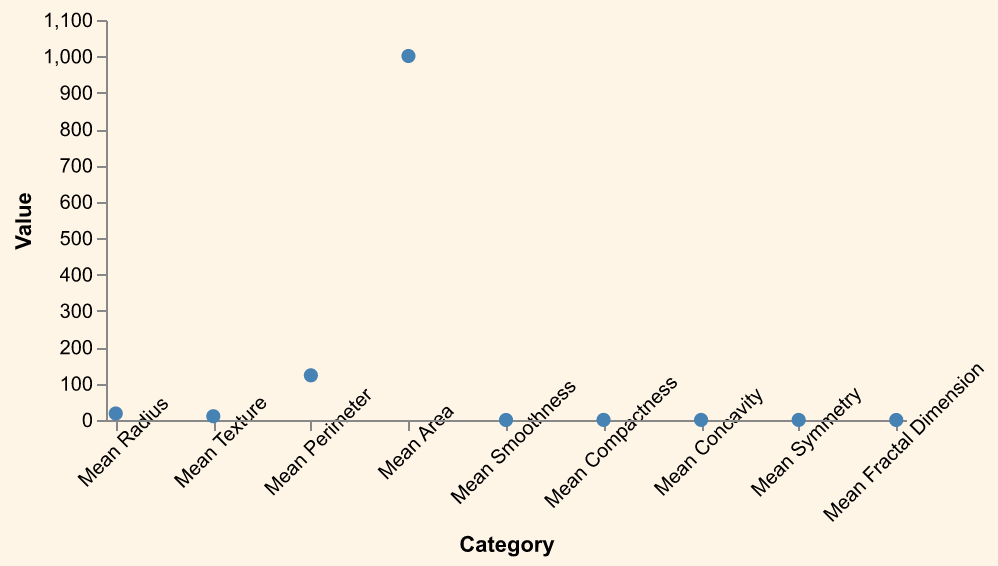 1,100
1,000
900
800
700
600
500
400
300
200
100
0
Value
Mean Radius
Mean Texture
Mean Perimeter
Mean Area
Mean Smoothness
Mean Compactness
Mean Concavity
Mean Symmetry
Mean Fractal Dimension
Category